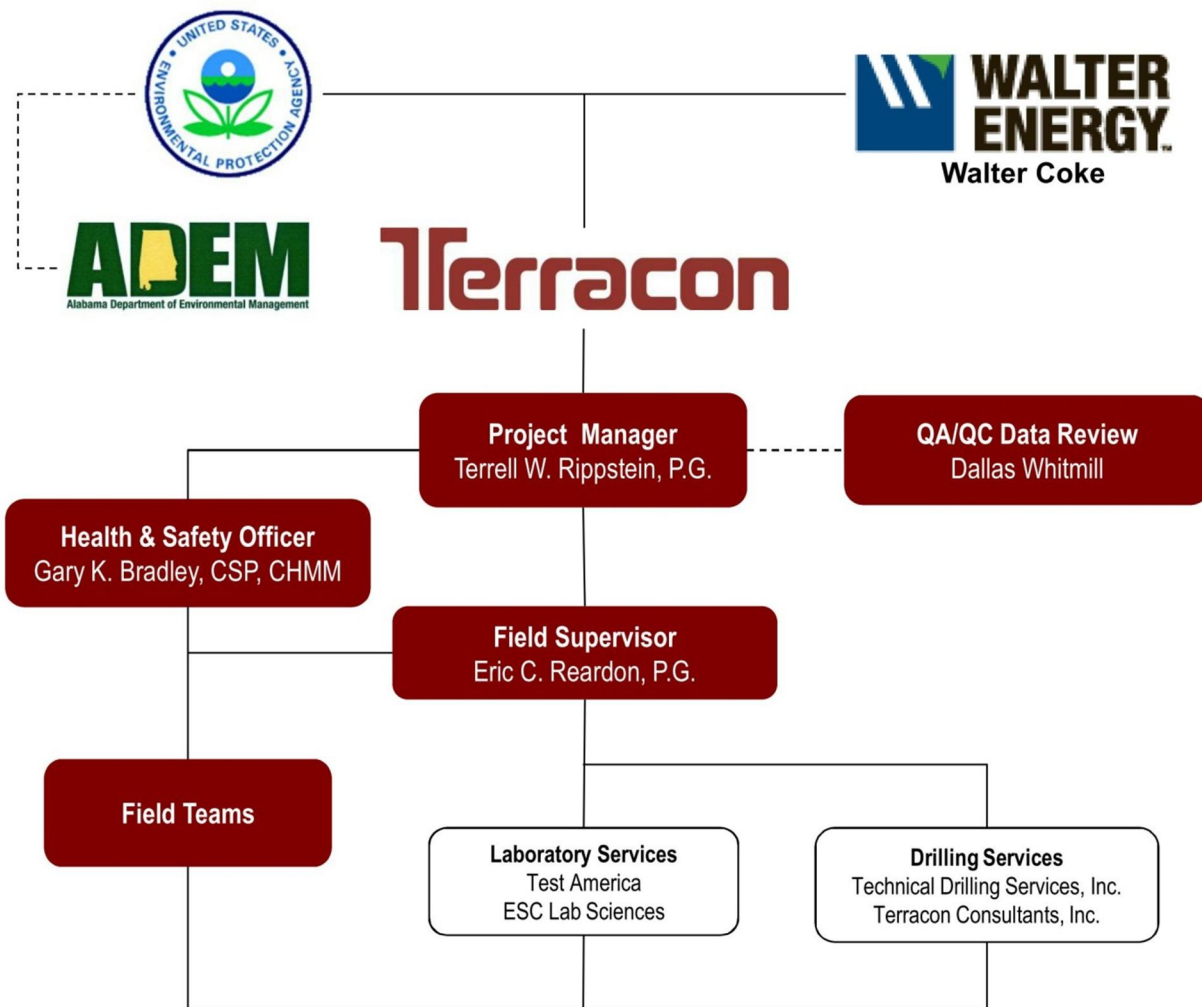 UNITED STATES
ENVIRONMENTAL PROTECTION AGENCY
WALTER
ENERGY™
Walter Coke
ADEM
Alabama Department of Environmental Management
Terracon
Project Manager
Terrell W. Rippstein, P.G.
QA/QC Data Review
Dallas Whitmill
Health & Safety Officer
Gary K. Bradley, CSP, CHMM
Field Supervisor
Eric C. Reardon, P.G.
Field Teams
Laboratory Services
Test America
ESC Lab Sciences
Drilling Services
Technical Drilling Services, Inc.
Terracon Consultants, Inc.